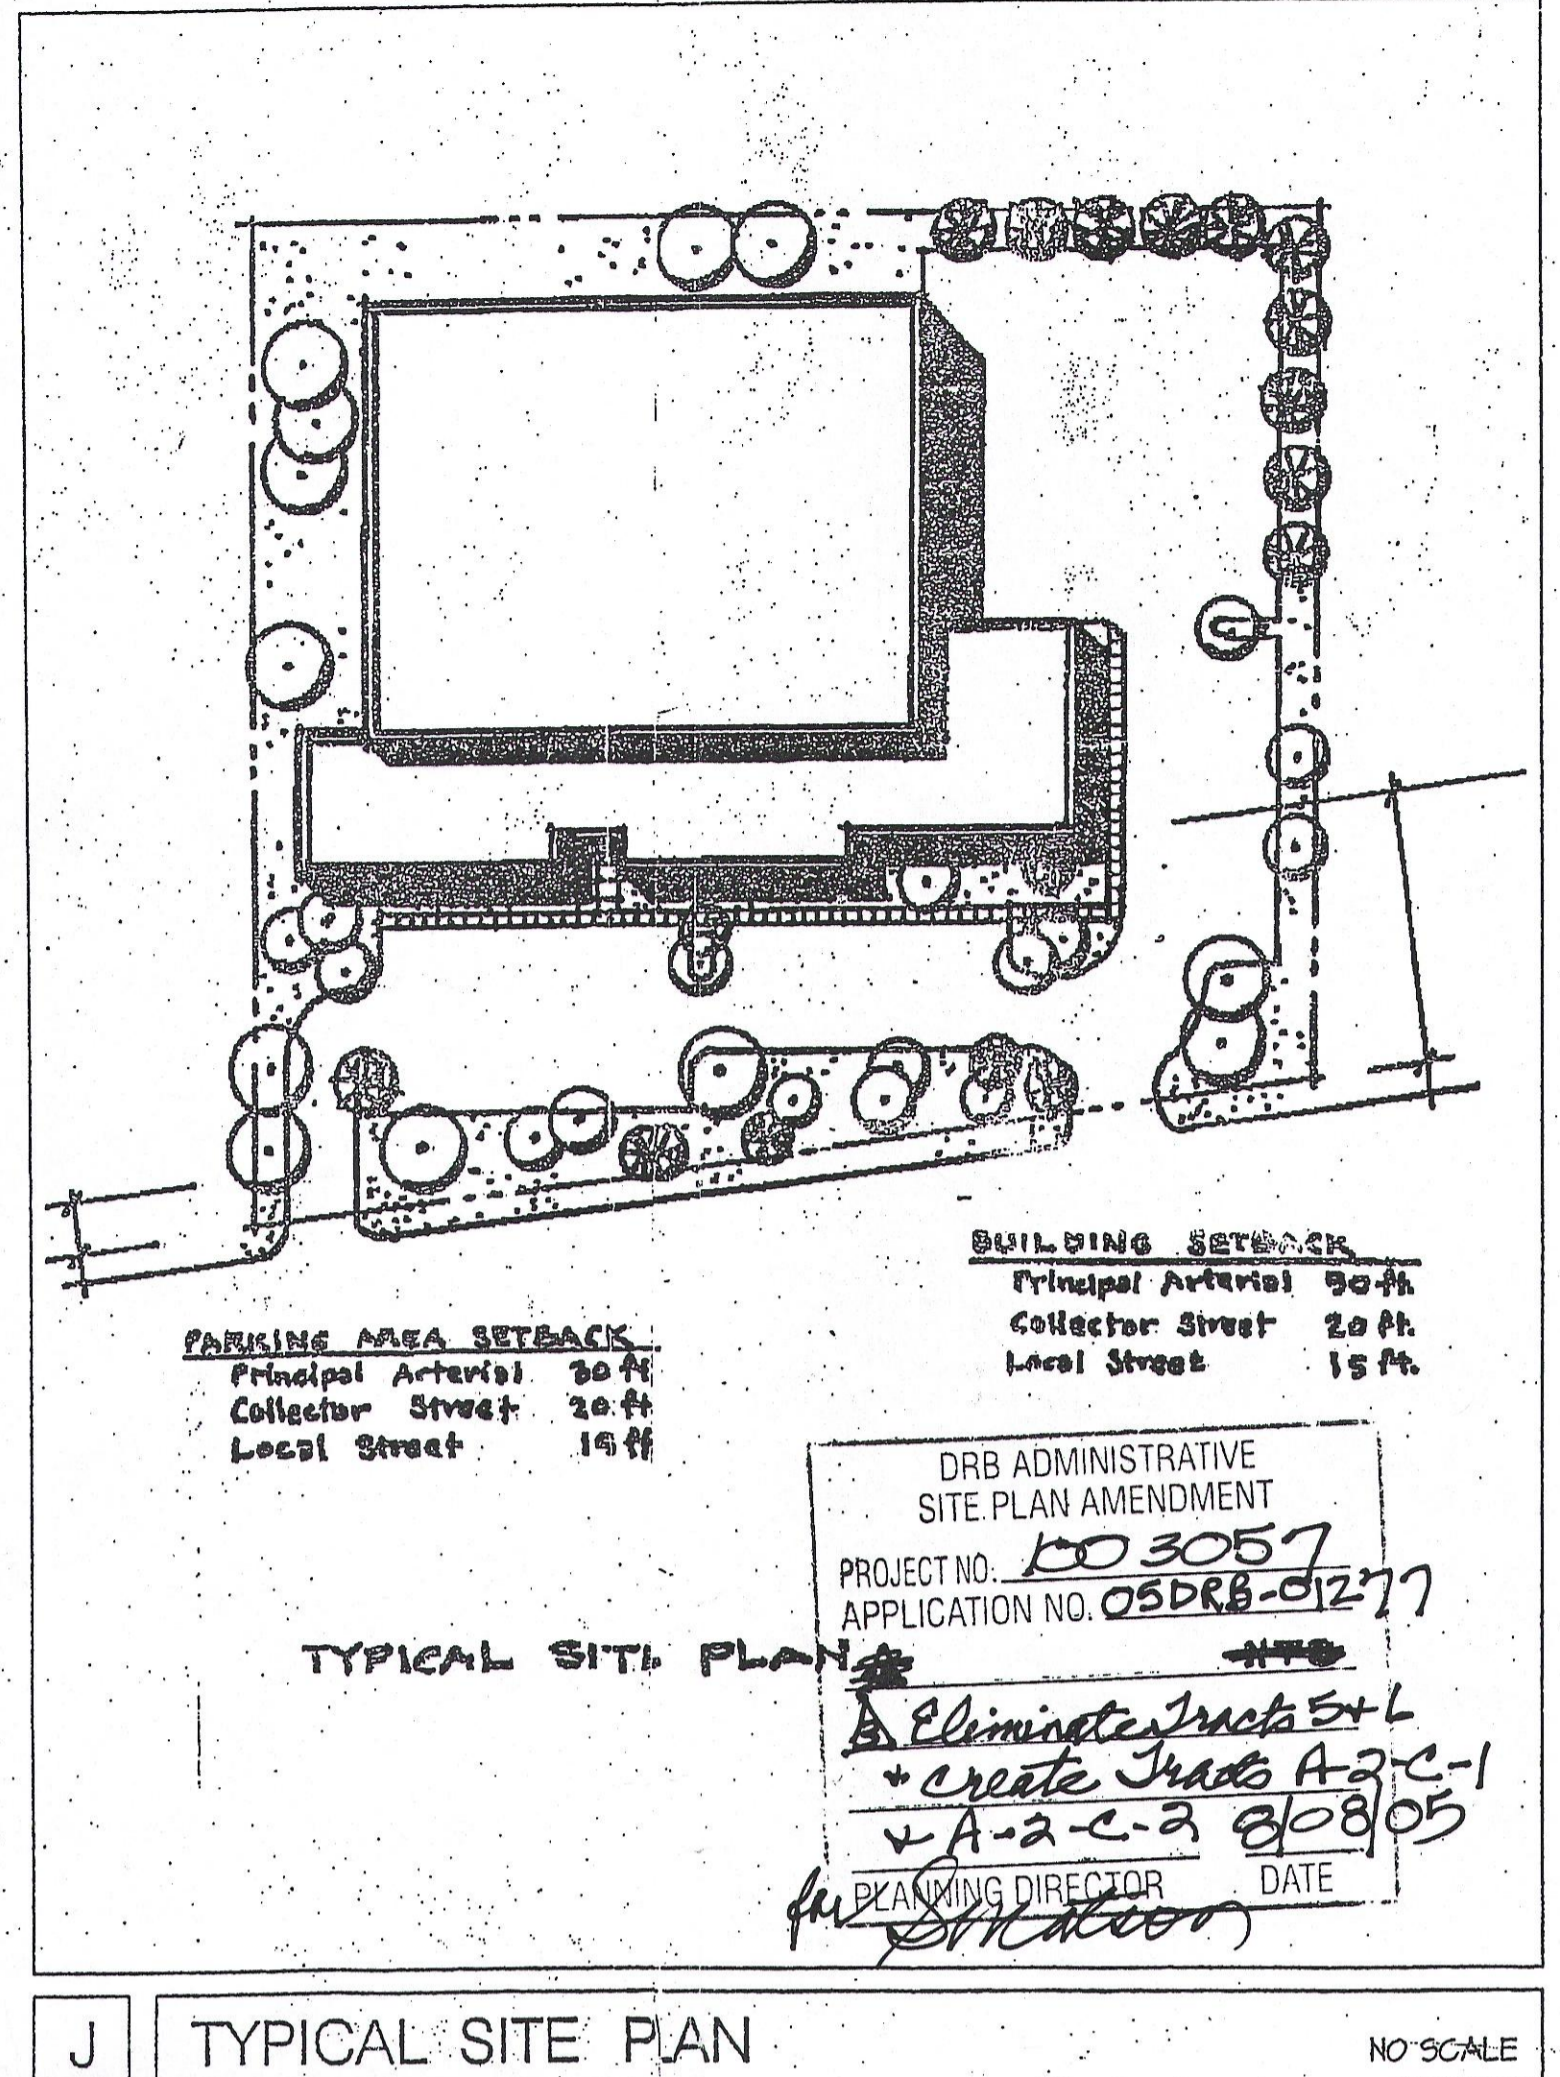 BUILDING SETBACK
Principal Arterial 30 ft.
Collector Street 20 ft.
Local Street 15 ft.
PARKING AREA SETBACK
Principal Arterial 30 ft
Collector Street 20 ft
Local Street 15 ft
DRB ADMINISTRATIVE
SITE PLAN AMENDMENT
PROJECT NO. 1003057
APPLICATION NO. 05DRB-01277
TYPICAL SITE PLAN
Eliminate Tracts 5 + L
+ create Tracts A-2-C-1
+ A-2-C-2 8/08/05
PLANNING DIRECTOR DATE
for S Matson
J
TYPICAL SITE PLAN
NO SCALE